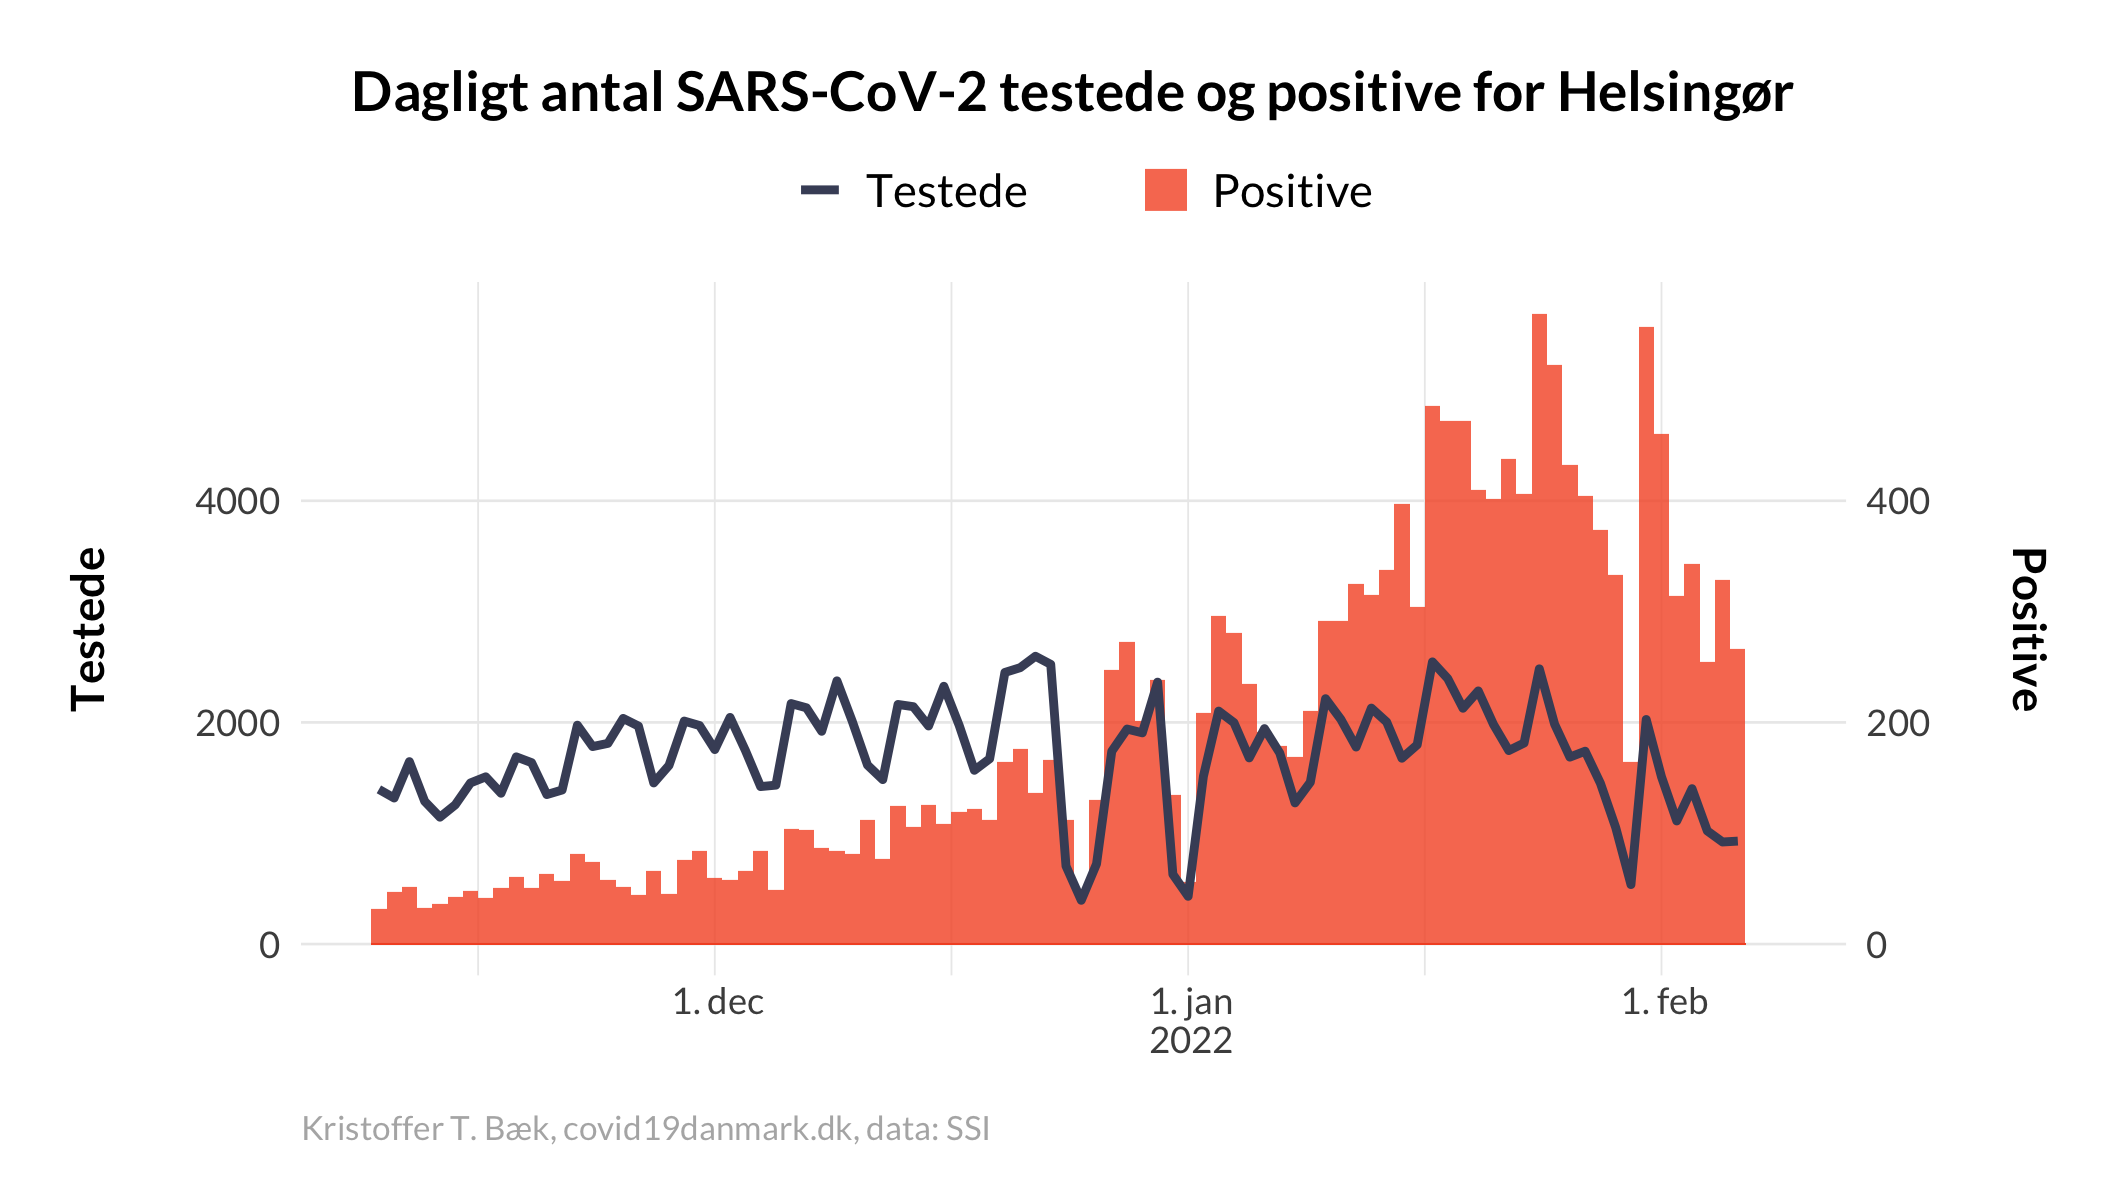 Dagligt antal SARS-CoV-2 testede og positive for Helsingør
Testede
Positive
4000
2000
0
Testede
400
200
0
Positive
1. dec
1. jan
2022
1. feb
Kristoffer T. Bæk, covid19danmark.dk, data: SSI